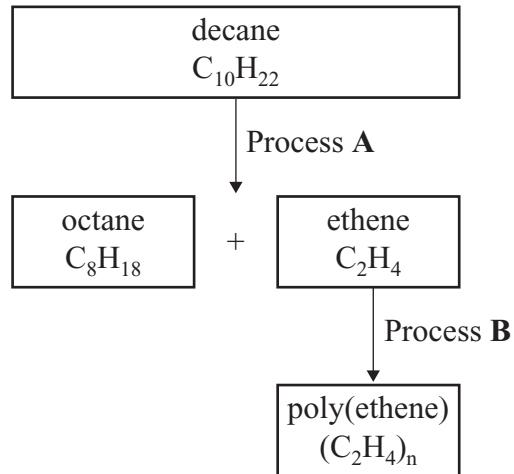 decane
C₁₀H₂₂
Process A
octane
C₈H₁₈
+
ethene
C₂H₄
Process B
poly(ethene)
(C₂H₄)ₙ